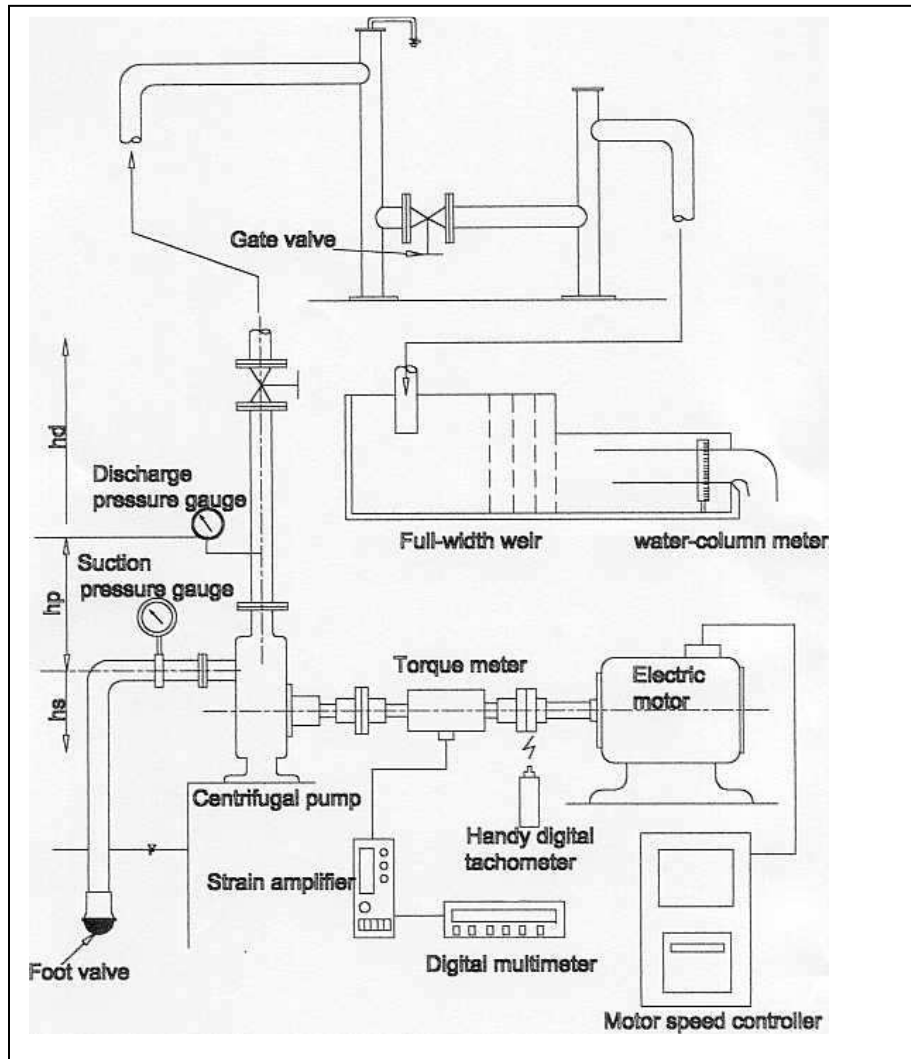 Gate valve
hd
Discharge
pressure gauge
Full-width weir
water-column meter
Suction
pressure gauge
hp
Torque meter
Electric
motor
hs
Centrifugal pump
Handy digital
tachometer
Strain amplifier
Digital multimeter
Foot valve
Motor speed controller